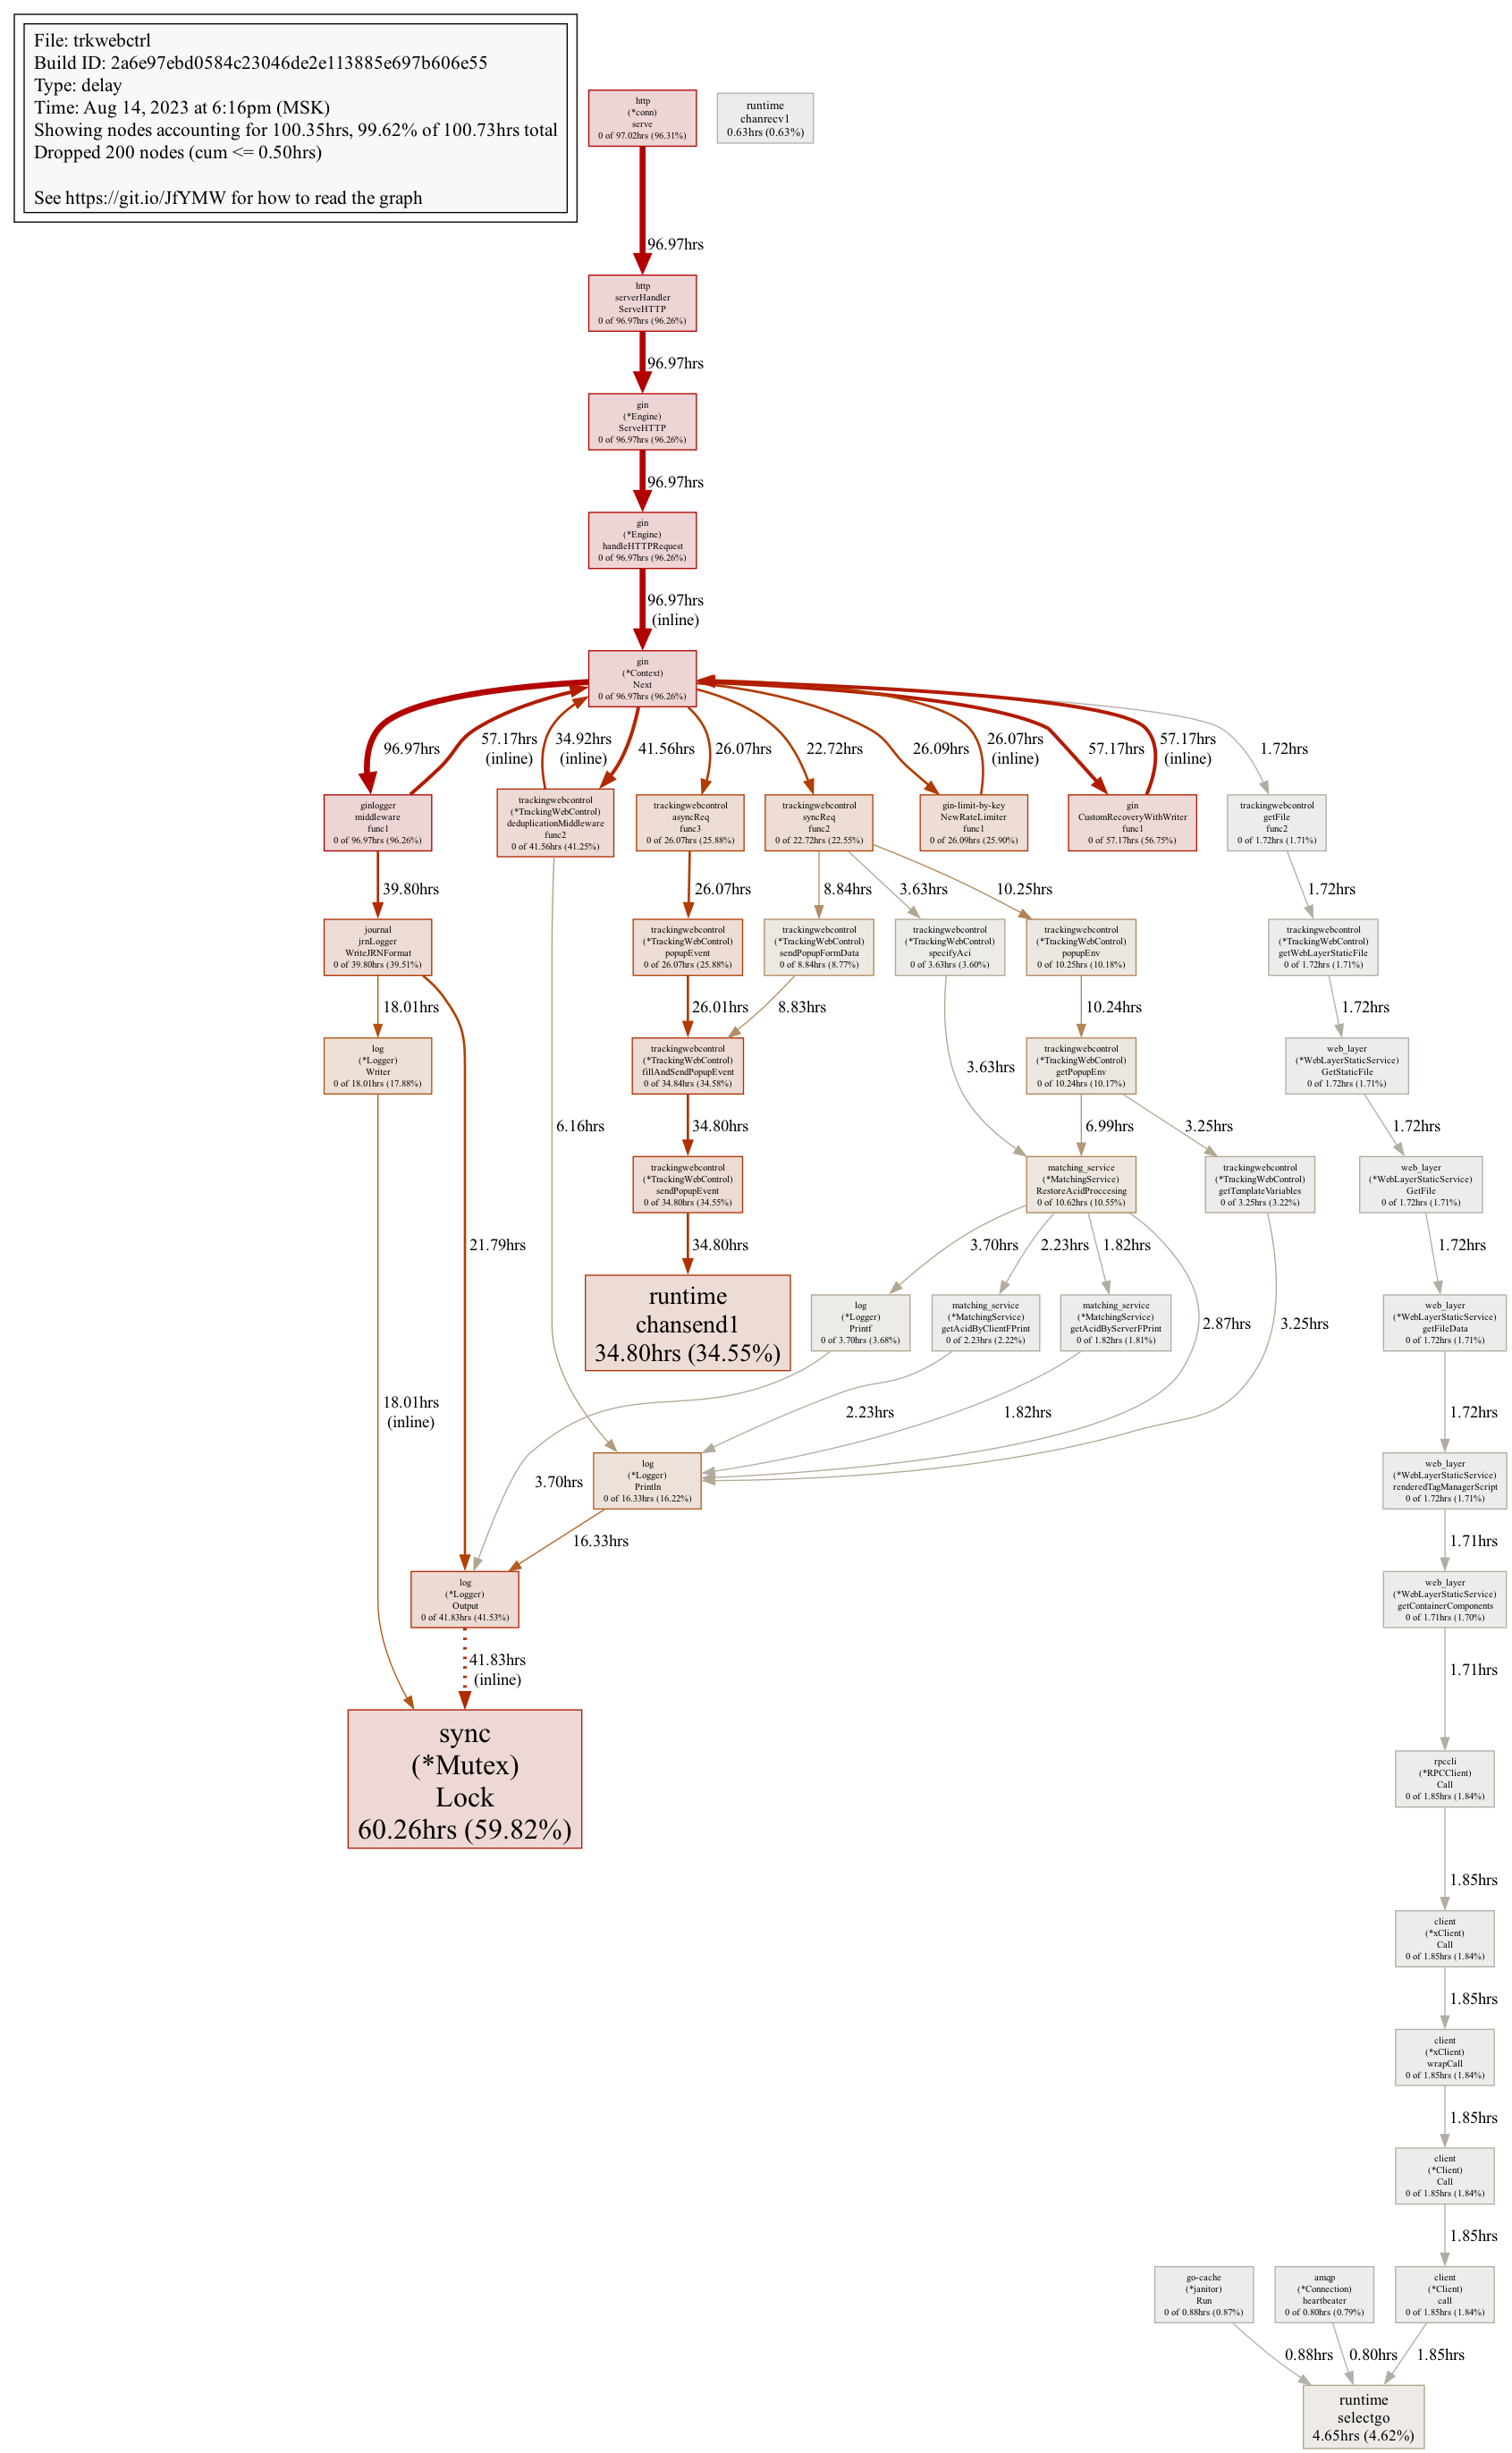 File: trkwebctrl
Build ID: 2a6e97ebd0584c23046de2e113885e697b606e55
Type: delay
Time: Aug 14, 2023 at 6:16pm (MSK)
Showing nodes accounting for 100.35hrs, 99.62% of 100.73hrs total
Dropped 200 nodes (cum <= 0.50hrs)
See https://git.io/JfYMW for how to read the graph
http
(*conn)
serve
0 of 97.02hrs (96.31%)
runtime
chanrecv1
0.63hrs (0.63%)
96.97hrs
http
serverHandler
ServeHTTP
0 of 96.97hrs (96.26%)
96.97hrs
gin
(*Engine)
ServeHTTP
0 of 96.97hrs (96.26%)
96.97hrs
gin
(*Engine)
handleHTTPRequest
0 of 96.97hrs (96.26%)
96.97hrs
(inline)
gin
(*Context)
Next
0 of 96.97hrs (96.26%)
96.97hrs
57.17hrs
(inline)
34.92hrs
(inline)
41.56hrs
26.07hrs
22.72hrs
26.09hrs
26.07hrs
(inline)
57.17hrs
57.17hrs
(inline)
1.72hrs
ginlogger
middleware
func1
0 of 96.97hrs (96.26%)
trackingwebcontrol
(*TrackingWebControl)
deduplicationMiddleware
func2
0 of 41.56hrs (41.25%)
trackingwebcontrol
asyncReq
func3
0 of 26.07hrs (25.88%)
trackingwebcontrol
syncReq
func2
0 of 22.72hrs (22.55%)
gin-limit-by-key
NewRateLimiter
func1
0 of 26.09hrs (25.90%)
gin
CustomRecoveryWithWriter
func1
0 of 57.17hrs (56.75%)
trackingwebcontrol
getFile
func2
0 of 1.72hrs (1.71%)
39.80hrs
26.07hrs
8.84hrs
3.63hrs
10.25hrs
1.72hrs
journal
jrnLogger
WriteJRNFormat
0 of 39.80hrs (39.51%)
trackingwebcontrol
(*TrackingWebControl)
popupEvent
0 of 26.07hrs (25.88%)
trackingwebcontrol
(*TrackingWebControl)
sendPopupFormData
0 of 8.84hrs (8.77%)
trackingwebcontrol
(*TrackingWebControl)
specifyAci
0 of 3.63hrs (3.60%)
trackingwebcontrol
(*TrackingWebControl)
popupEnv
0 of 10.25hrs (10.18%)
trackingwebcontrol
(*TrackingWebControl)
getWebLayerStaticFile
0 of 1.72hrs (1.71%)
18.01hrs
26.01hrs
8.83hrs
10.24hrs
1.72hrs
log
(*Logger)
Writer
0 of 18.01hrs (17.88%)
trackingwebcontrol
(*TrackingWebControl)
fillAndSendPopupEvent
0 of 34.84hrs (34.58%)
3.63hrs
trackingwebcontrol
(*TrackingWebControl)
getPopupEnv
0 of 10.24hrs (10.17%)
web_layer
(*WebLayerStaticService)
GetStaticFile
0 of 1.72hrs (1.71%)
6.16hrs
34.80hrs
6.99hrs
3.25hrs
1.72hrs
trackingwebcontrol
(*TrackingWebControl)
sendPopupEvent
0 of 34.80hrs (34.55%)
matching_service
(*MatchingService)
RestoreAcidProccesing
0 of 10.62hrs (10.55%)
trackingwebcontrol
(*TrackingWebControl)
getTemplateVariables
0 of 3.25hrs (3.22%)
web_layer
(*WebLayerStaticService)
GetFile
0 of 1.72hrs (1.71%)
21.79hrs
34.80hrs
3.70hrs
2.23hrs
1.82hrs
1.72hrs
runtime
chansend1
34.80hrs (34.55%)
log
(*Logger)
Printf
0 of 3.70hrs (3.68%)
matching_service
(*MatchingService)
getAcidByClientFPrint
0 of 2.23hrs (2.22%)
matching_service
(*MatchingService)
getAcidByServerFPrint
0 of 1.82hrs (1.81%)
2.87hrs
3.25hrs
web_layer
(*WebLayerStaticService)
getFileData
0 of 1.72hrs (1.71%)
18.01hrs
(inline)
2.23hrs
1.82hrs
1.72hrs
3.70hrs
log
(*Logger)
Println
0 of 16.33hrs (16.22%)
web_layer
(*WebLayerStaticService)
renderedTagManagerScript
0 of 1.72hrs (1.71%)
16.33hrs
1.71hrs
log
(*Logger)
Output
0 of 41.83hrs (41.53%)
web_layer
(*WebLayerStaticService)
getContainerComponents
0 of 1.71hrs (1.70%)
41.83hrs
(inline)
1.71hrs
sync
(*Mutex)
Lock
60.26hrs (59.82%)
rpccli
(*RPCClient)
Call
0 of 1.85hrs (1.84%)
1.85hrs
client
(*xClient)
Call
0 of 1.85hrs (1.84%)
1.85hrs
client
(*xClient)
wrapCall
0 of 1.85hrs (1.84%)
1.85hrs
client
(*Client)
Call
0 of 1.85hrs (1.84%)
1.85hrs
go-cache
(*janitor)
Run
0 of 0.88hrs (0.87%)
amqp
(*Connection)
heartbeater
0 of 0.80hrs (0.79%)
client
(*Client)
call
0 of 1.85hrs (1.84%)
0.88hrs
0.80hrs
1.85hrs
runtime
selectgo
4.65hrs (4.62%)